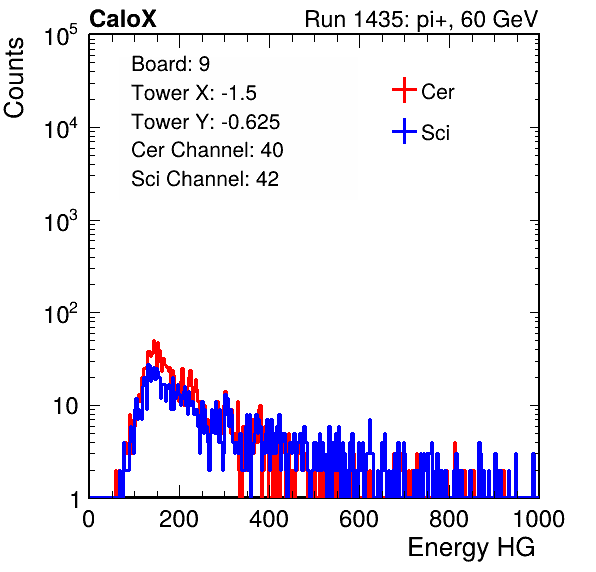 CaloX Run 1435: pi+, 60 GeV
Counts
10^5
10^4
10^3
10^2
10
1
Board: 9
Tower X: -1.5
Tower Y: -0.625
Cer Channel: 40
Sci Channel: 42
Cer
Sci
0 200 400 600 800 1000
Energy HG